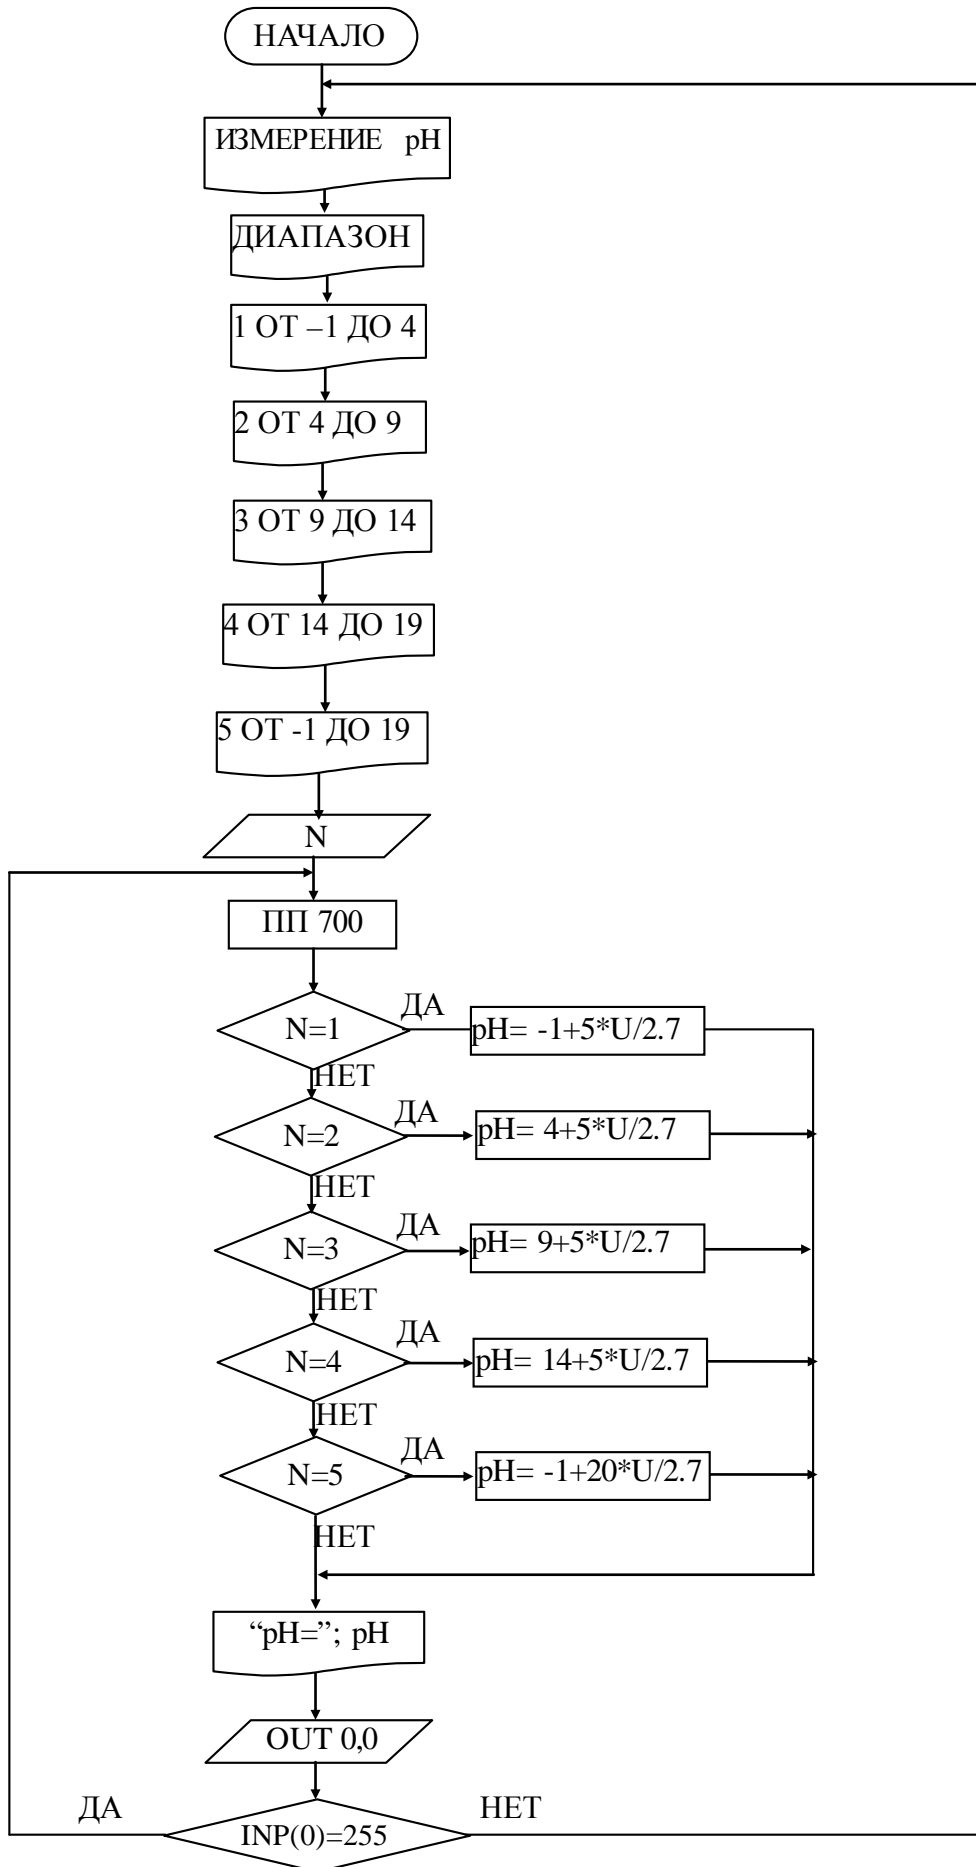 НАЧАЛО
ИЗМЕРЕНИЕ pH
ДИАПАЗОН
1 ОТ –1 ДО 4
2 ОТ 4 ДО 9
3 ОТ 9 ДО 14
4 ОТ 14 ДО 19
5 ОТ -1 ДО 19
N
ПП 700
N=1
ДА
pH= -1+5*U/2.7
НЕТ
N=2
ДА
pH= 4+5*U/2.7
НЕТ
N=3
ДА
pH= 9+5*U/2.7
НЕТ
N=4
ДА
pH= 14+5*U/2.7
НЕТ
N=5
ДА
pH= -1+20*U/2.7
НЕТ
“pH=”; pH
OUT 0,0
ДА
INP(0)=255
НЕТ